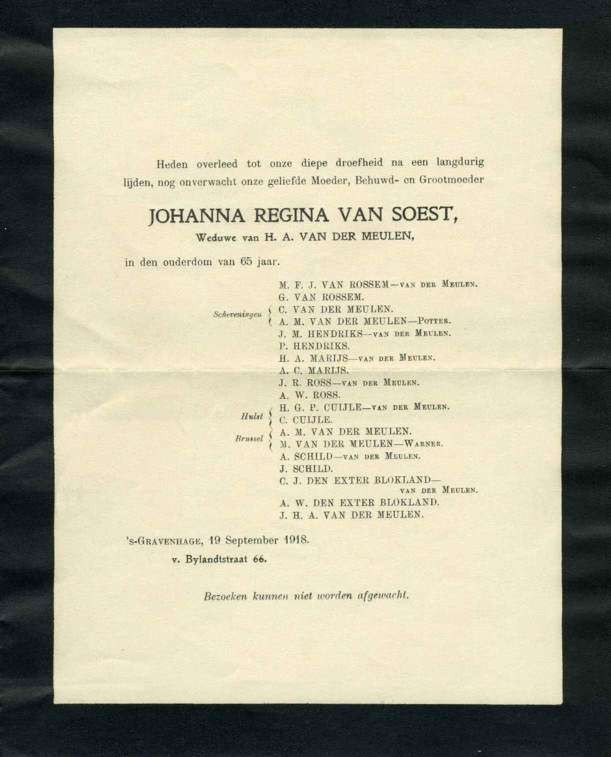 Heden overleed tot onze diepe droefheid na een langdurig
lijden, nog onverwacht onze geliefde Moeder, Behuwd- en Grootmoeder
JOHANNA REGINA VAN SOEST,
Weduwe van H. A. VAN DER MEULEN,
in den ouderdom van 65 jaar.
M. F. J. VAN ROSSEM—VAN DER MEULEN.
G. VAN ROSSEM.
Scheveningen { C. VAN DER MEULEN.
A. M. VAN DER MEULEN—POTTER.
J. M. HENDRIKS—VAN DER MEULEN.
P. HENDRIKS.
H. A. MARIJS—VAN DER MEULEN.
A. C. MARIJS.
J. R. ROSS—VAN DER MEULEN.
A. W. ROSS.
Hulst { H. G. P. CUIJLE—VAN DER MEULEN.
C. CUIJLE.
Brussel { A. M. VAN DER MEULEN.
M. VAN DER MEULEN—WARNER.
A. SCHILD—VAN DER MEULEN.
J. SCHILD.
C. J. DEN EXTER BLOKLAND—
VAN DER MEULEN.
A. W. DEN EXTER BLOKLAND.
J. H. A. VAN DER MEULEN.
's-GRAVENHAGE, 19 September 1918.
v. Bylandtstraat 66.
Bezoeken kunnen niet worden afgewacht.